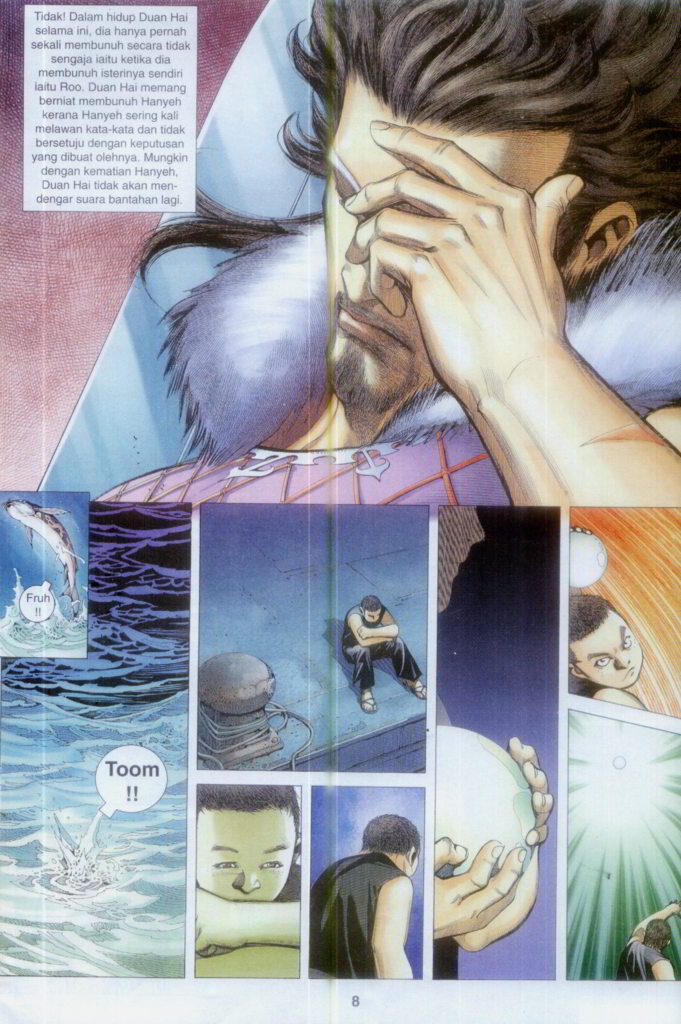 Tidak! Dalam hidup Duan Hai
selama ini, dia hanya pernah
sekali membunuh secara tidak
sengaja iaitu ketika dia
membunuh isterinya sendiri
iaitu Roo. Duan Hai memang
berniat membunuh Hanyeh
kerana Hanyeh sering kali
melawan kata-kata dan tidak
bersetuju dengan keputusan
yang dibuat olehnya. Mungkin
dengan kematian Hanyeh,
Duan Hai tidak akan men-
dengar suara bantahan lagi.
Fruh
!!
Toom
!!
8